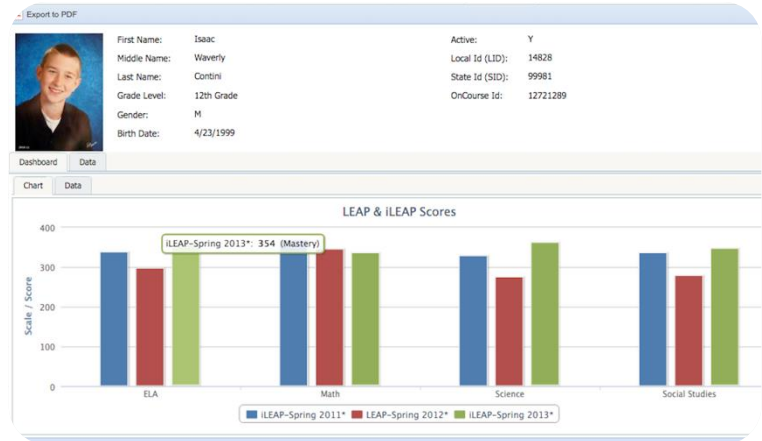 Export to PDF
First Name: Isaac Active: Y
Middle Name: Waverly Local Id (LID): 14828
Last Name: Contini State Id (SID): 99981
Grade Level: 12th Grade OnCourse Id: 12721289
Gender: M
Birth Date: 4/23/1999
Dashboard Data
Chart Data
LEAP & iLEAP Scores
iLEAP-Spring 2013*: 354 (Mastery)
Scale / Score
400
300
200
100
0
ELA Math Science Social Studies
iLEAP-Spring 2011* LEAP-Spring 2012* iLEAP-Spring 2013*